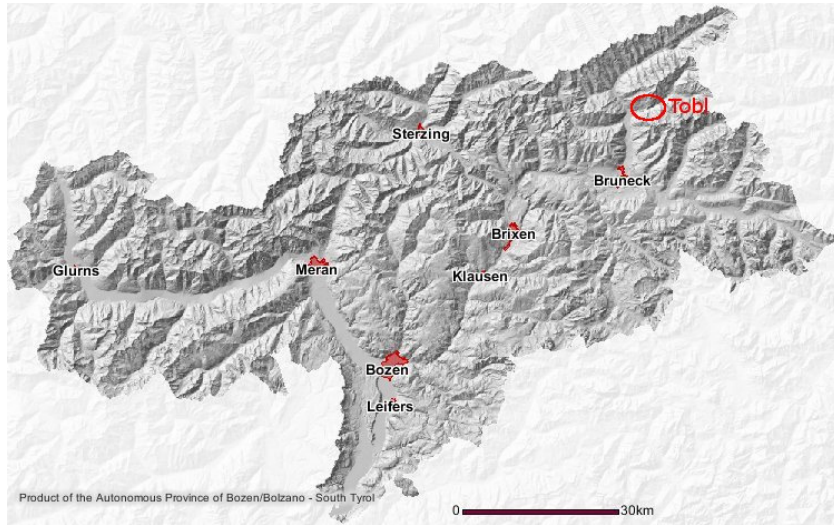 Tobl
Sterzing
Bruneck
Brixen
Glurns
Meran
Klausen
Bozen
Leifers
Product of the Autonomous Province of Bozen/Bolzano - South Tyrol
0 30km